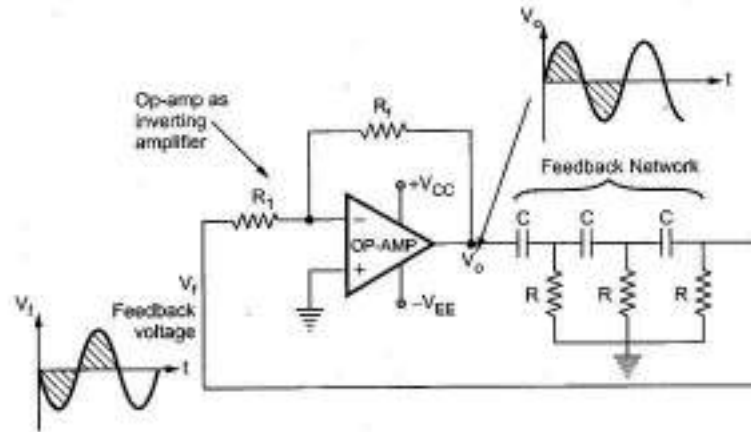 Vo
t
Op-amp as
inverting
amplifier
Rf
Feedback Network
R1
+VCC
C
C
C
−
OP-AMP
+
Vo
Vf
R
R
R
−VEE
Vf
Feedback
voltage
t